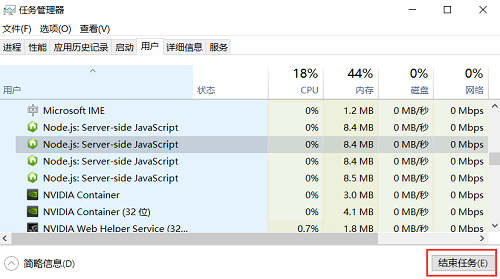 任务管理器
文件(F) 选项(O) 查看(V)
进程 性能 应用历史记录 启动 用户 详细信息 服务
18% 44% 0% 0%
用户 状态 CPU 内存 磁盘 网络
Microsoft IME 0% 1.2 MB 0 MB/秒 0 Mbps
Node.js: Server-side JavaScript 0% 8.4 MB 0 MB/秒 0 Mbps
Node.js: Server-side JavaScript 0% 8.4 MB 0 MB/秒 0 Mbps
Node.js: Server-side JavaScript 0% 8.4 MB 0 MB/秒 0 Mbps
Node.js: Server-side JavaScript 0% 8.5 MB 0 MB/秒 0 Mbps
NVIDIA Container 0% 3.0 MB 0 MB/秒 0 Mbps
NVIDIA Container (32 位) 0% 4.1 MB 0 MB/秒 0 Mbps
NVIDIA Web Helper Service (32... 0.7% 1.8 MB 0 MB/秒 0 Mbps
简略信息(D) 结束任务(E)